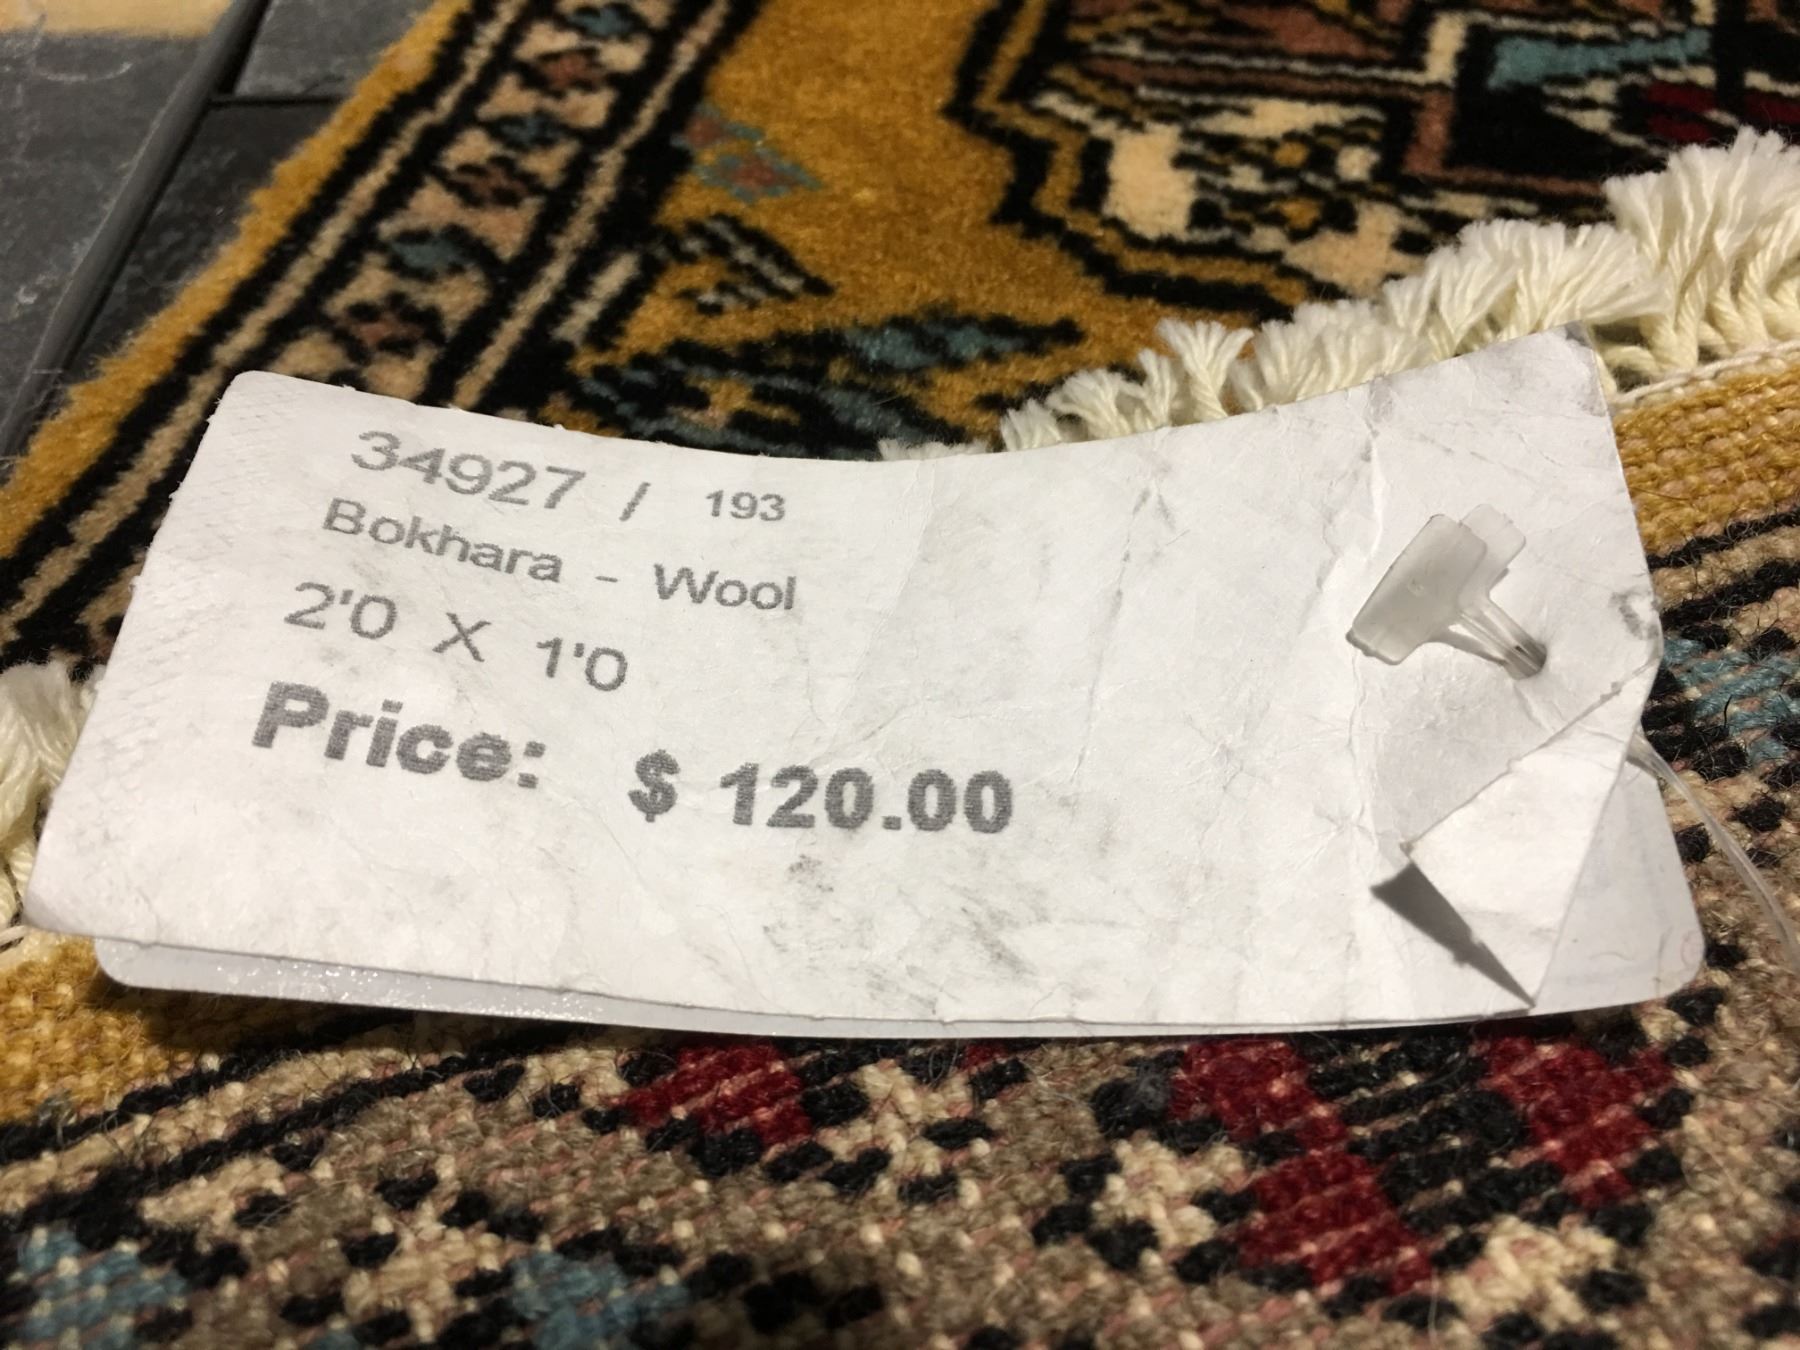 34927 / 193
Bokhara - Wool
2'0 X 1'0
Price: $ 120.00